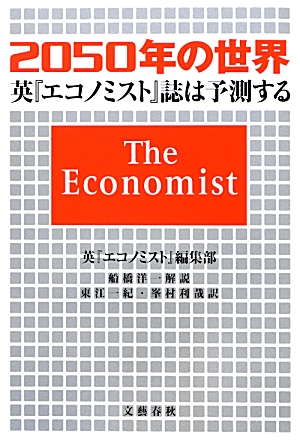 2050年の世界
英『エコノミスト』誌は予測する
The
Economist
英『エコノミスト』編集部
船橋洋一解説
東江一紀・峯村利哉訳
文藝春秋